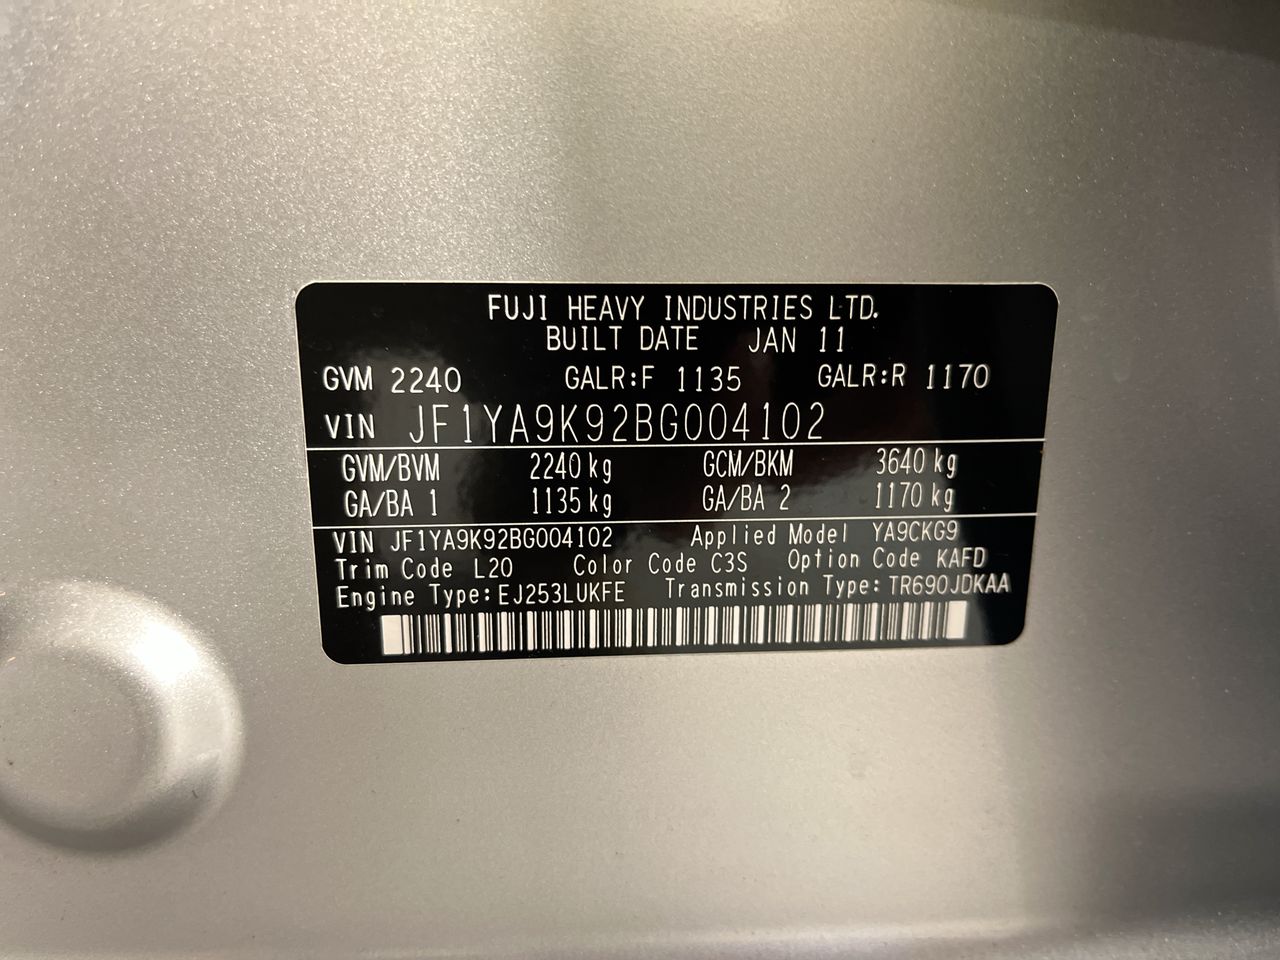 FUJI HEAVY INDUSTRIES LTD.
BUILT DATE JAN 11
GVM 2240 GALR:F 1135 GALR:R 1170
VIN JF1YA9K92BG004102
GVM/BVM 2240 kg GCM/BKM 3640 kg
GA/BA 1 1135 kg GA/BA 2 1170 kg
VIN JF1YA9K92BG004102 Applied Model YA9CKG9
Trim Code L20 Color Code C3S Option Code KAFD
Engine Type:EJ253LUKFE Transmission Type:TR690JDKAA